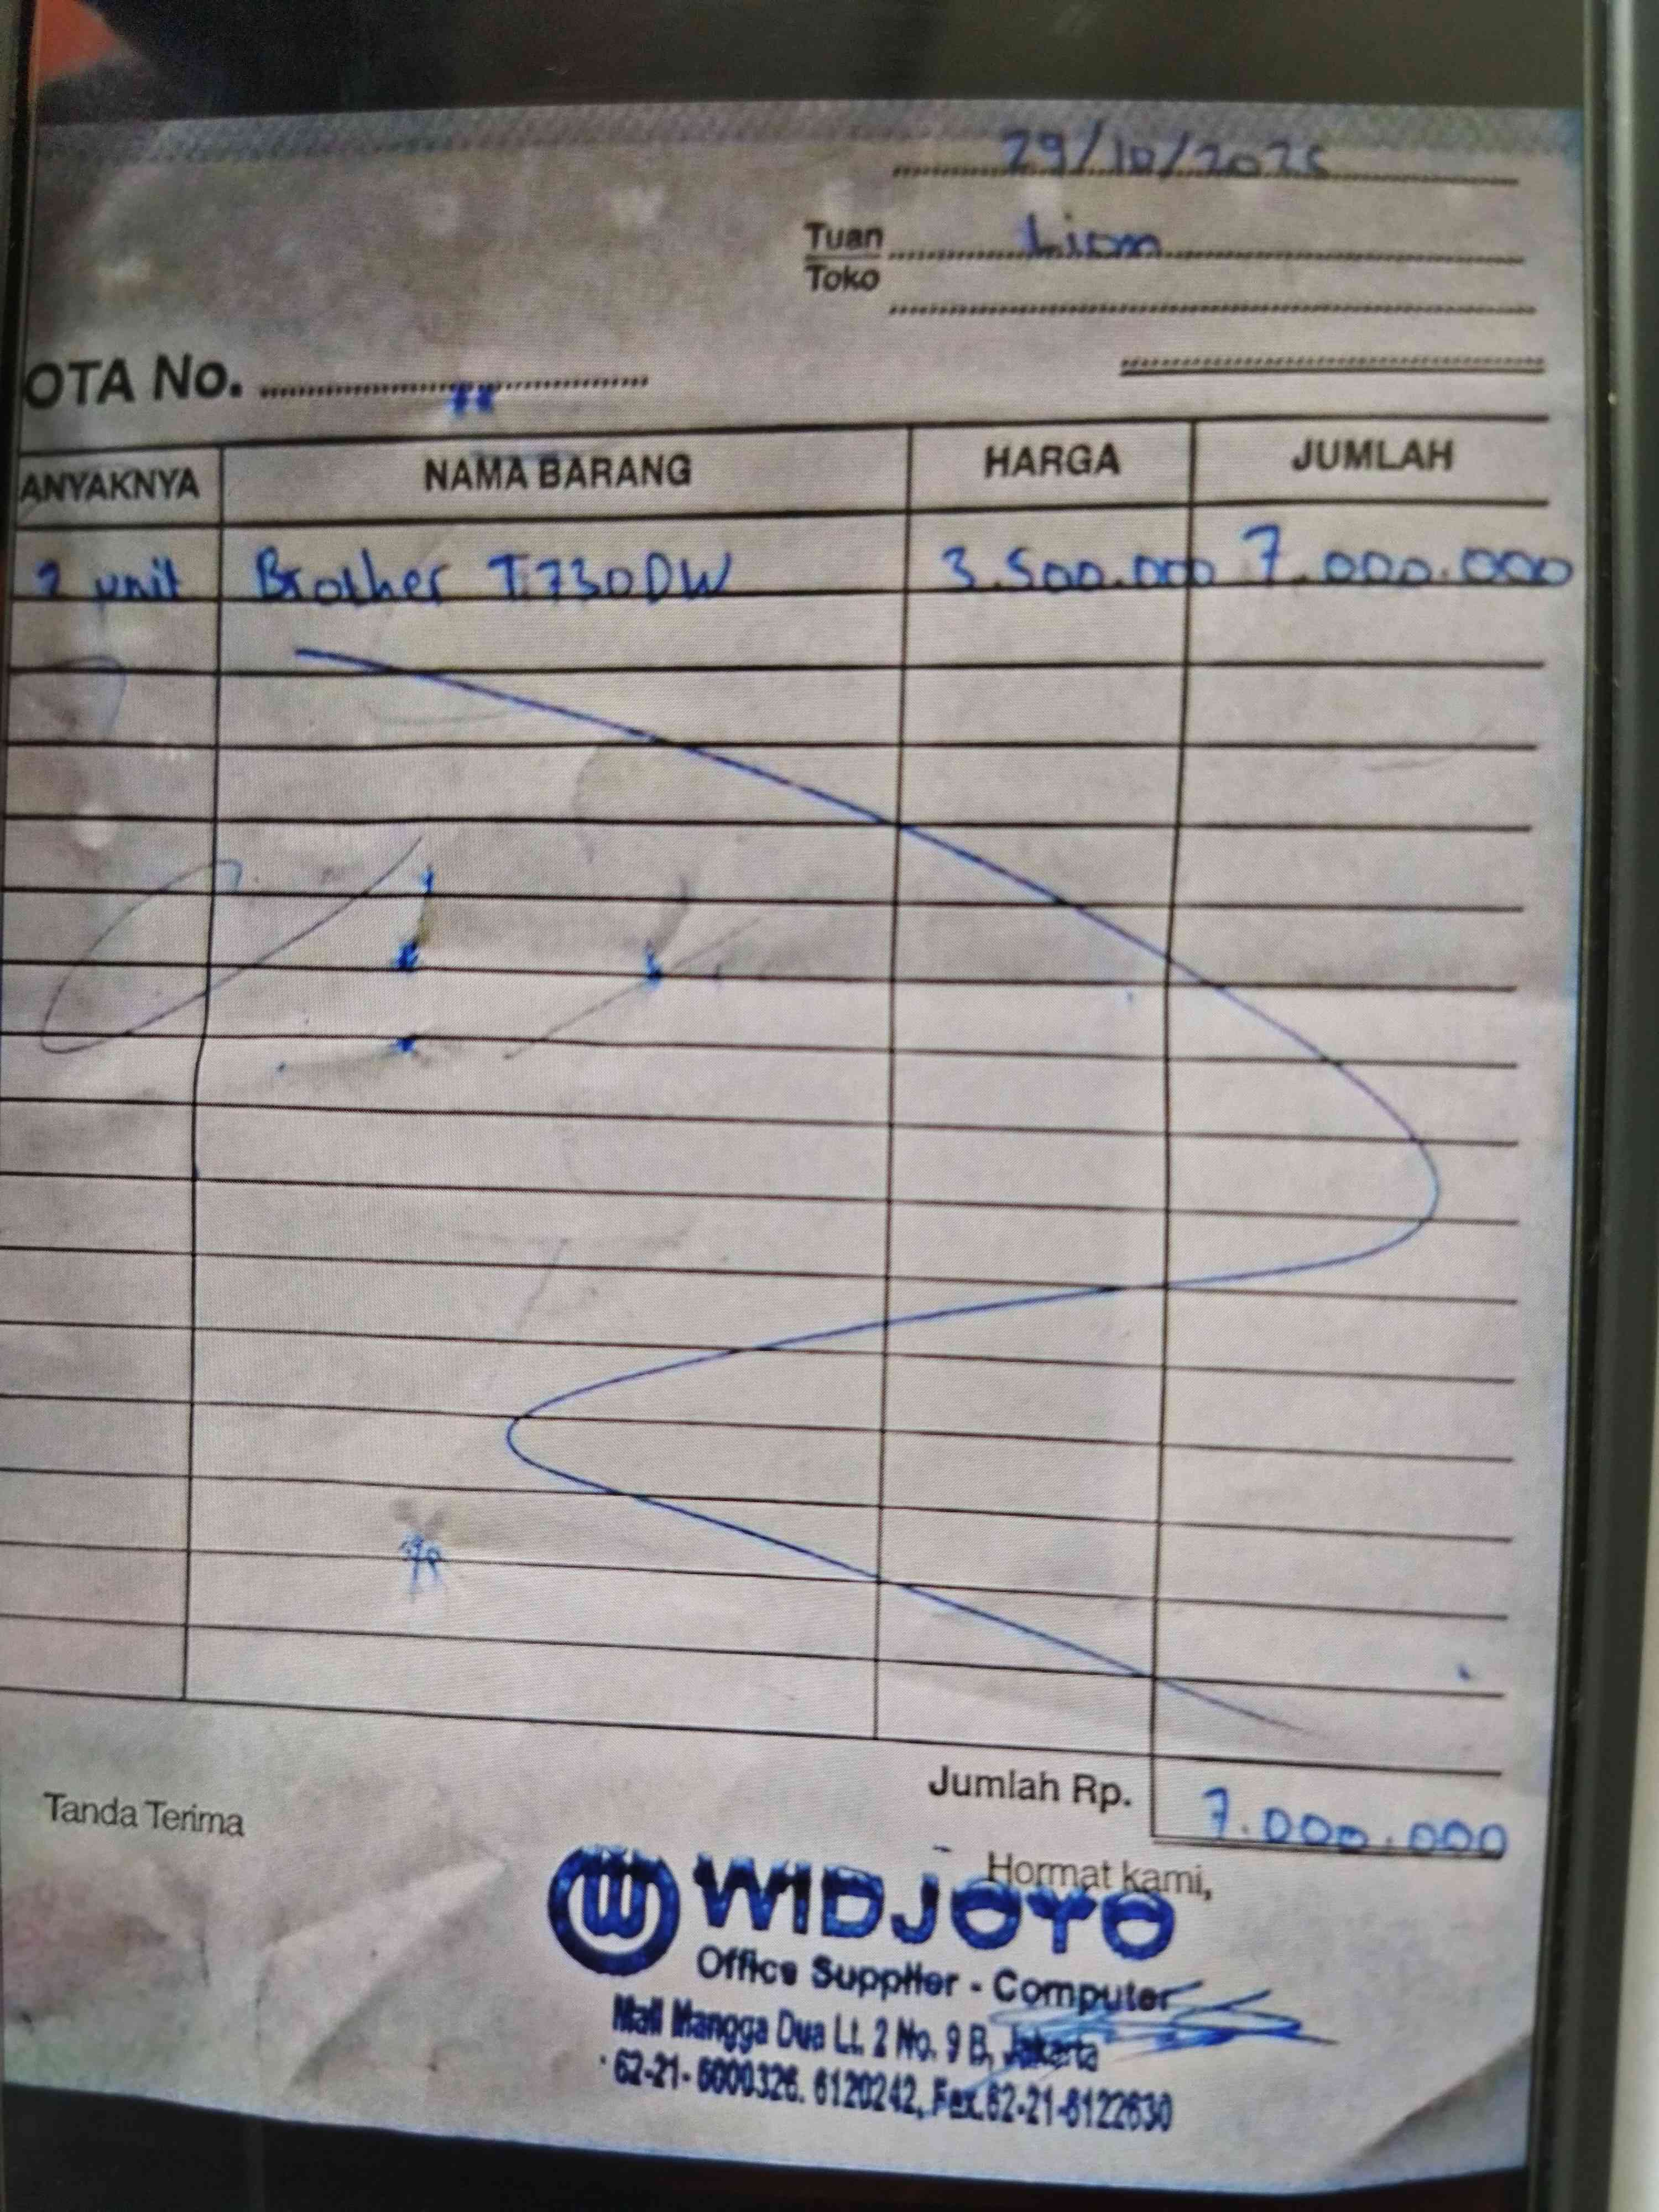 29/10/2025
Tuan Liom
Toko
OTA No.
ANYAKNYA NAMA BARANG HARGA JUMLAH
2 unit Brother T.730DW 3.500.000 7.000.000
Jumlah Rp. 7.000.000
Tanda Terima
Hormat kami,
WIDJOYO
Office Supplier - Computer
Mall Mangga Dua Lt. 2 No. 9 B, Jakarta
62-21-6000326. 6120242, Fax.62-21-6122630